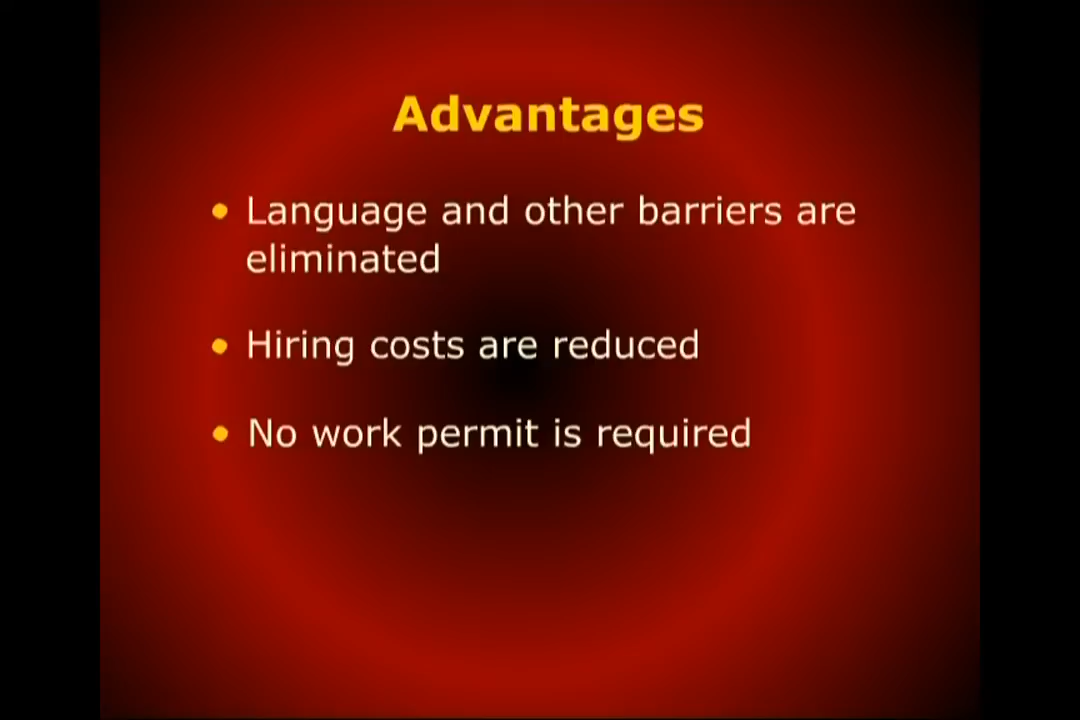 Advantages
• Language and other barriers are
eliminated
• Hiring costs are reduced
• No work permit is required